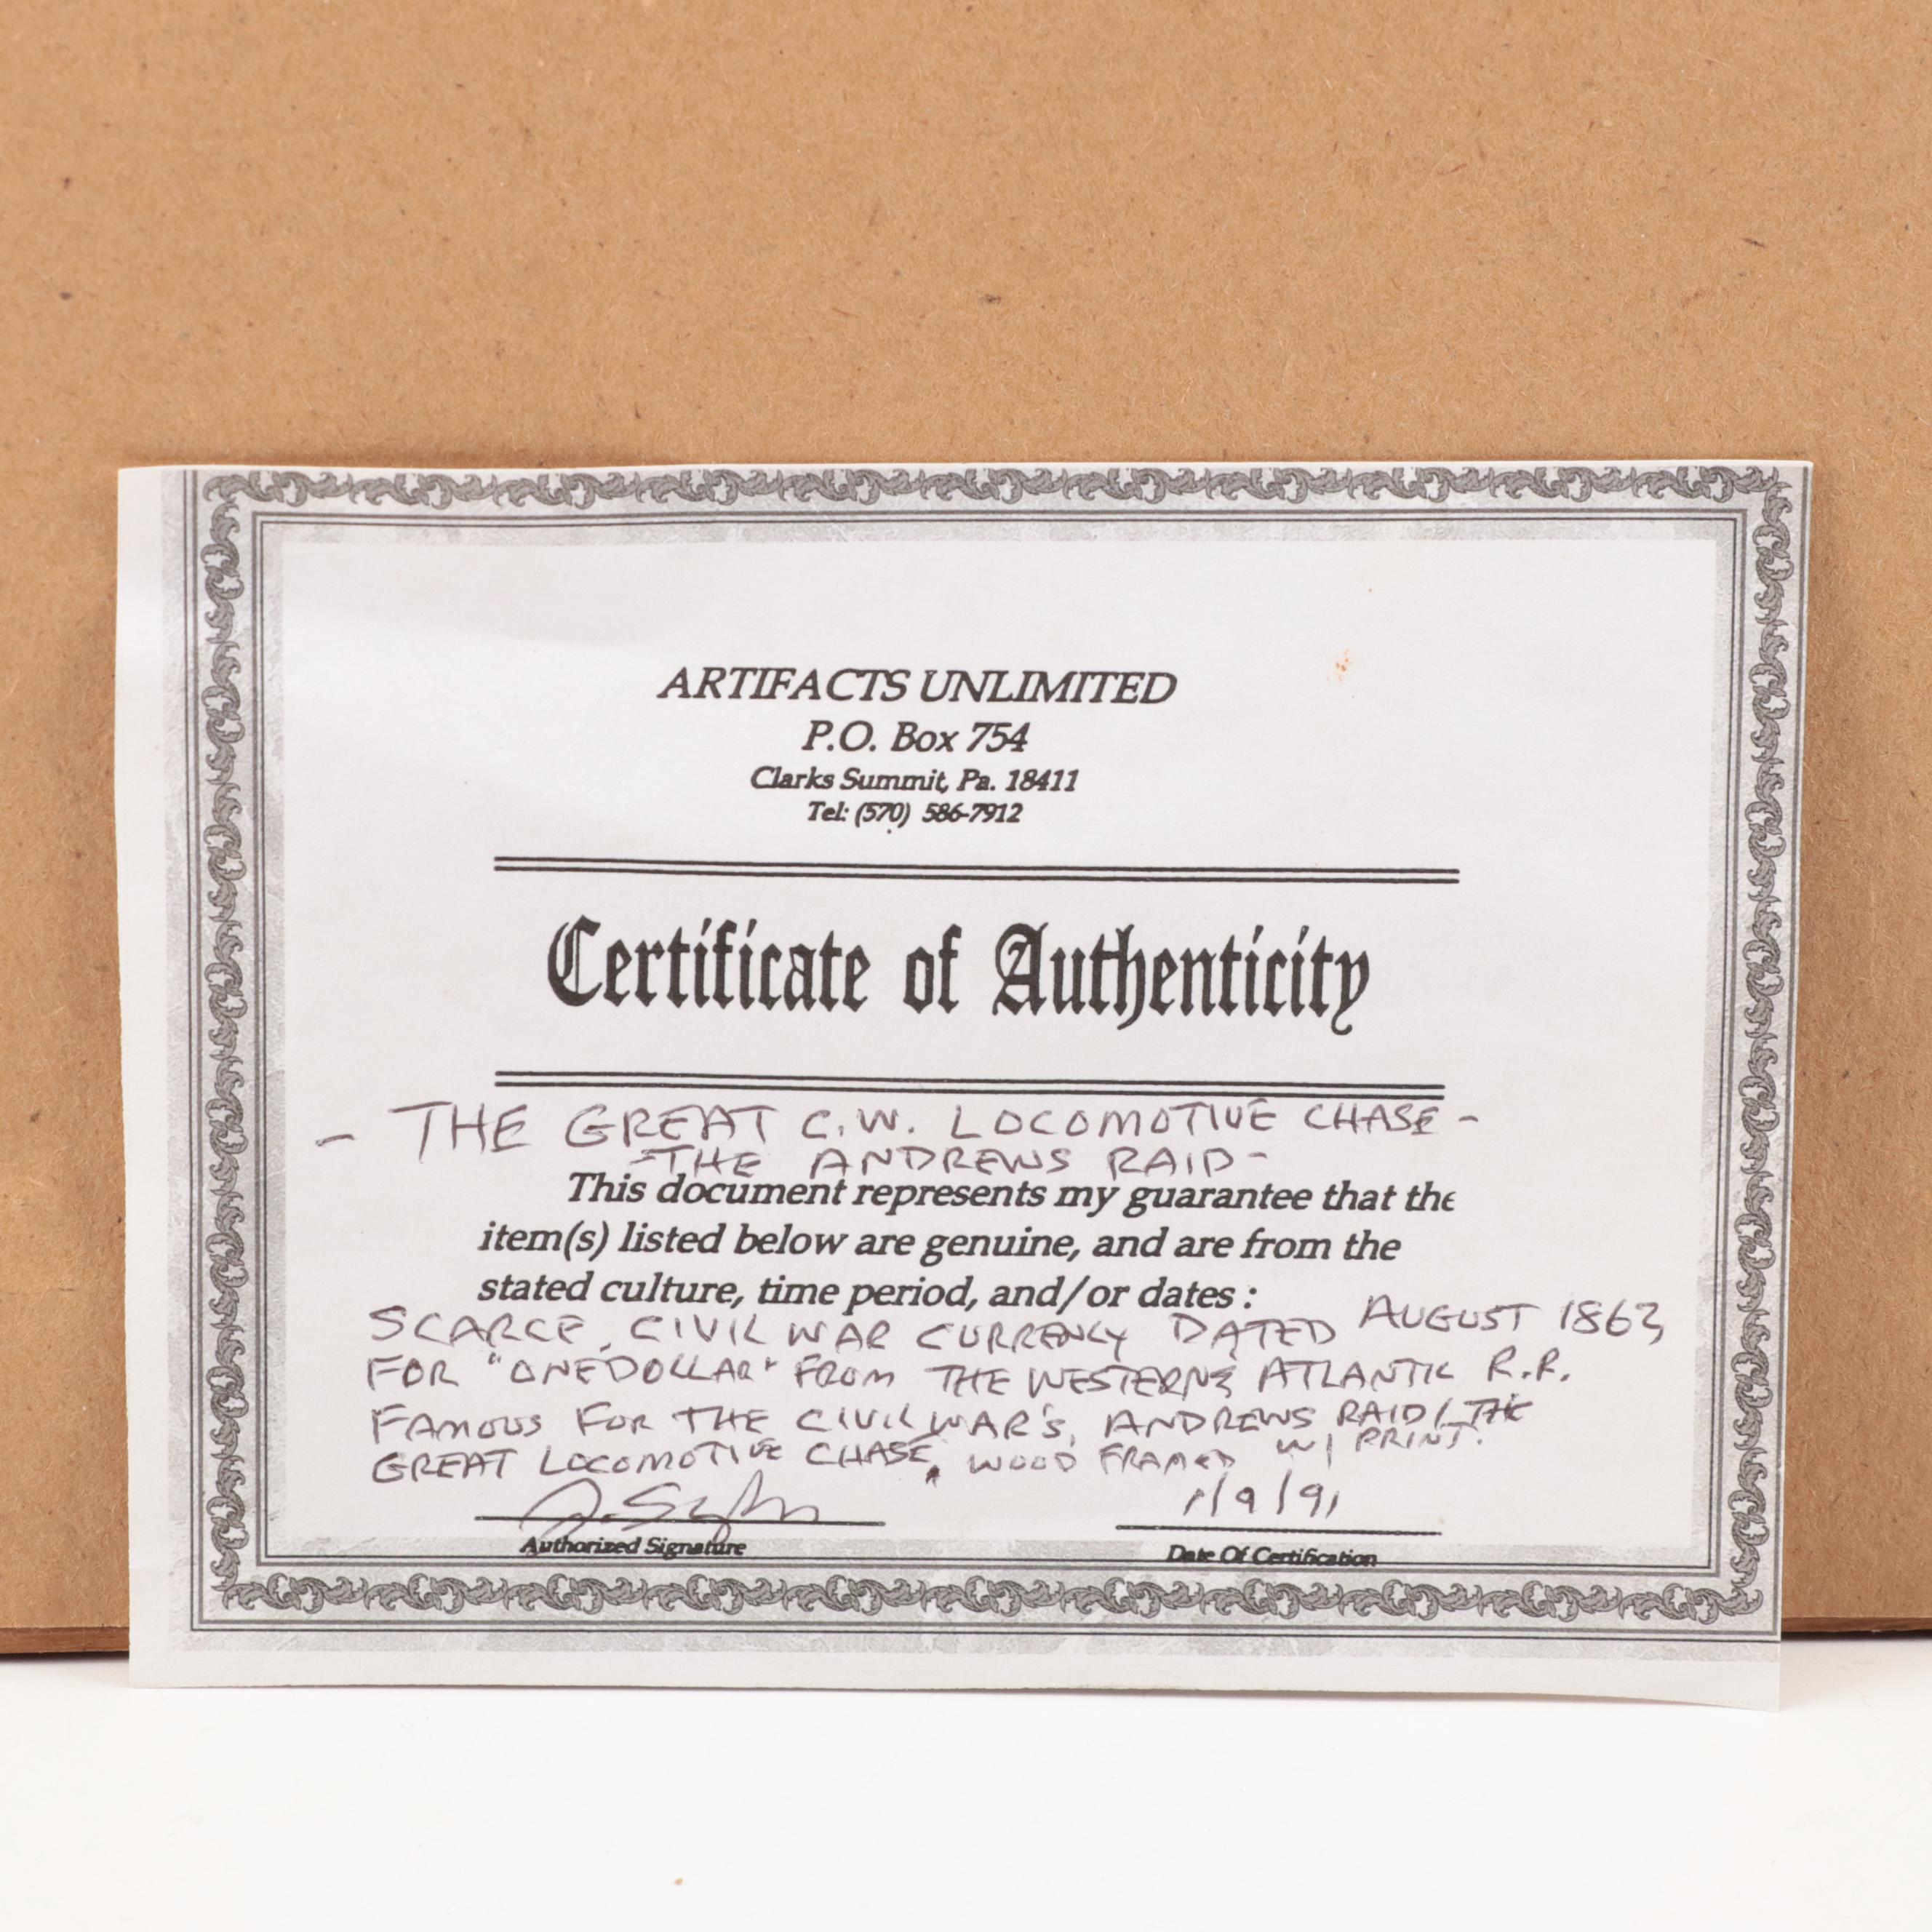 ARTIFACTS UNLIMITED
P.O. Box 754
Clarks Summit, Pa. 18411
Tel: (570) 586-7912
Certificate of Authenticity
- THE GREAT C.W. LOCOMOTIVE CHASE -
-THE ANDREWS RAID-
This document represents my guarantee that the
item(s) listed below are genuine, and are from the
stated culture, time period, and/or dates :
SCARCE, CIVIL WAR CURRENCY DATED AUGUST 1862,
FOR "ONE DOLLAR" FROM THE WESTERN & ATLANTIC R.R.
FAMOUS FOR THE CIVIL WAR'S, ANDREWS RAID/THE
GREAT LOCOMOTIVE CHASE, WOOD FRAMED W/ PRINT.
1/9/91
Authorized Signature
Date Of Certification